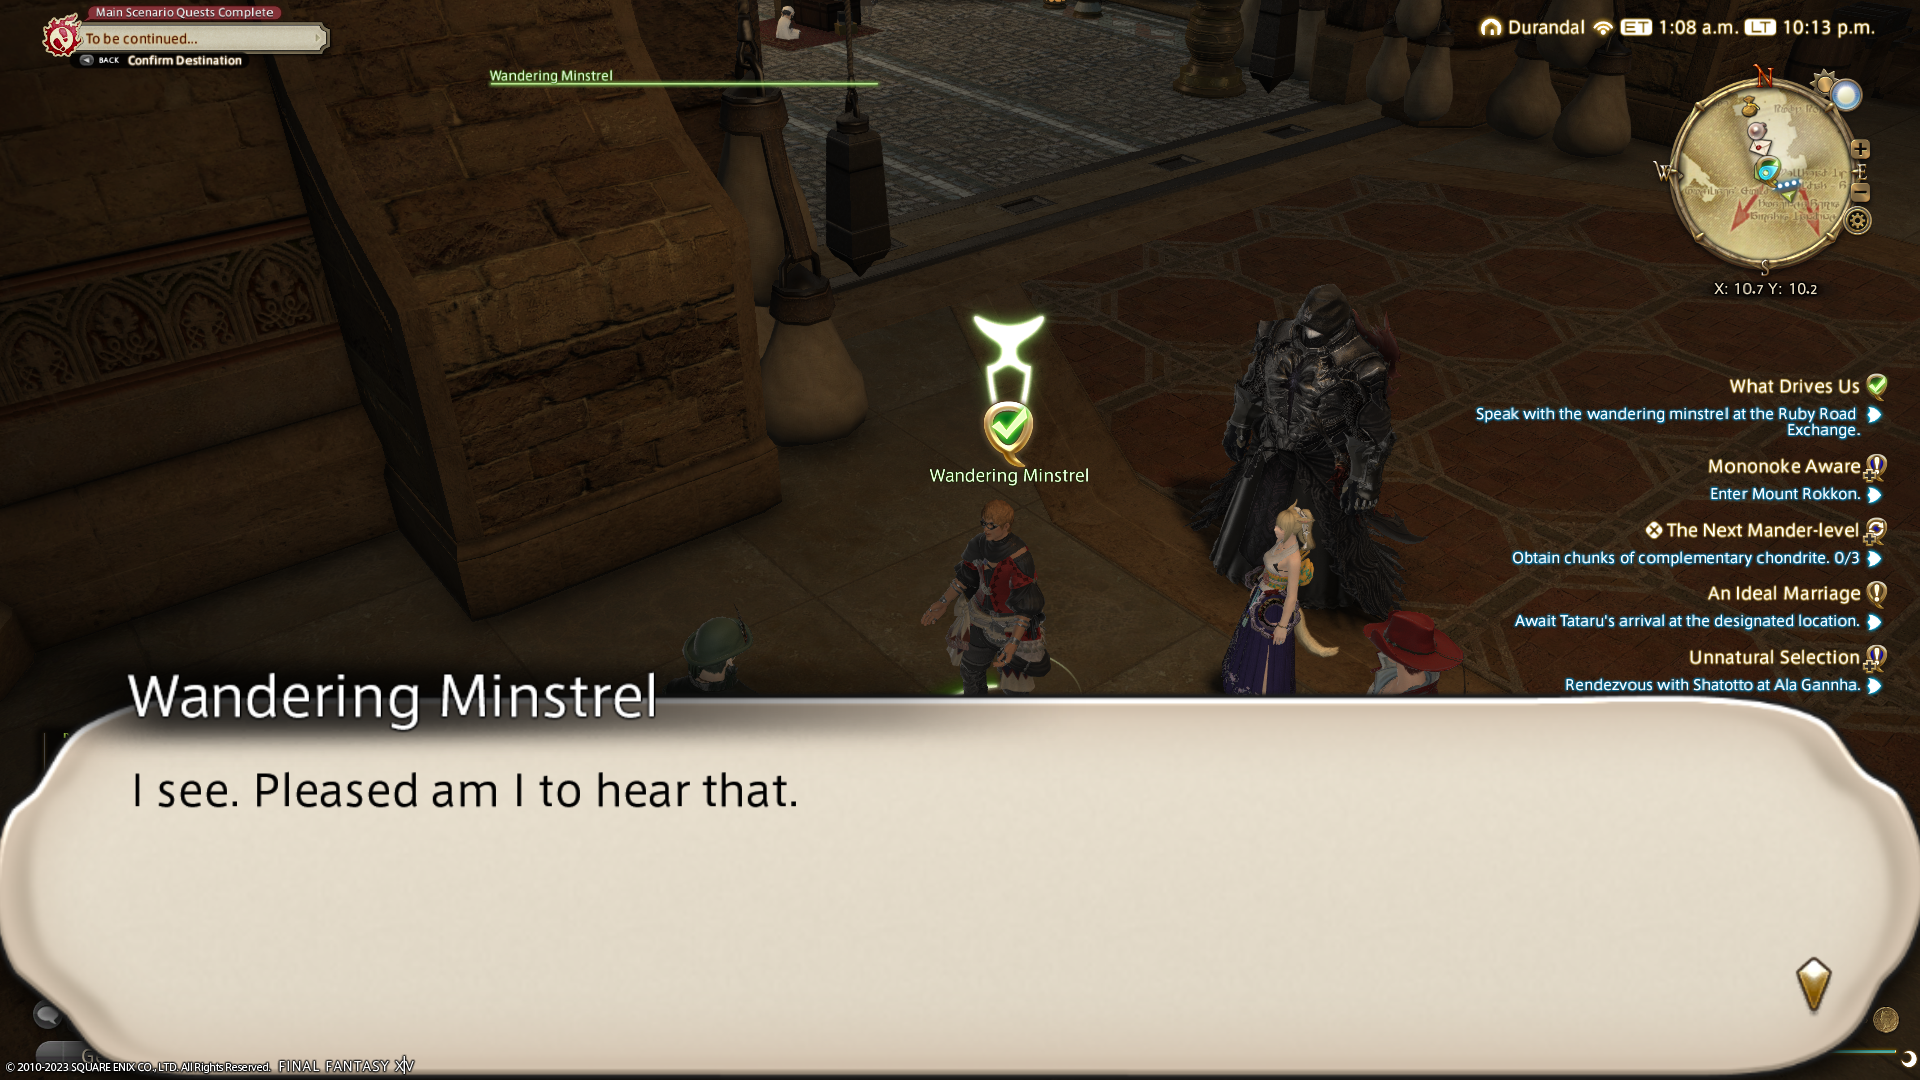 Main Scenario Quests Complete
To be continued...
BACK Confirm Destination
Wandering Minstrel
Durandal ET 1:08 a.m. LT 10:13 p.m.
N
W
E
S
X: 10.7 Y: 10.2
What Drives Us
Speak with the wandering minstrel at the Ruby Road
Exchange.
Mononoke Aware
Enter Mount Rokkon.
The Next Mander-level
Obtain chunks of complementary chondrite. 0/3
An Ideal Marriage
Await Tataru's arrival at the designated location.
Unnatural Selection
Rendezvous with Shatotto at Ala Gannha.
Wandering Minstrel
Wandering Minstrel
I see. Pleased am I to hear that.
© 2010-2023 SQUARE ENIX CO., LTD. All Rights Reserved. FINAL FANTASY XIV